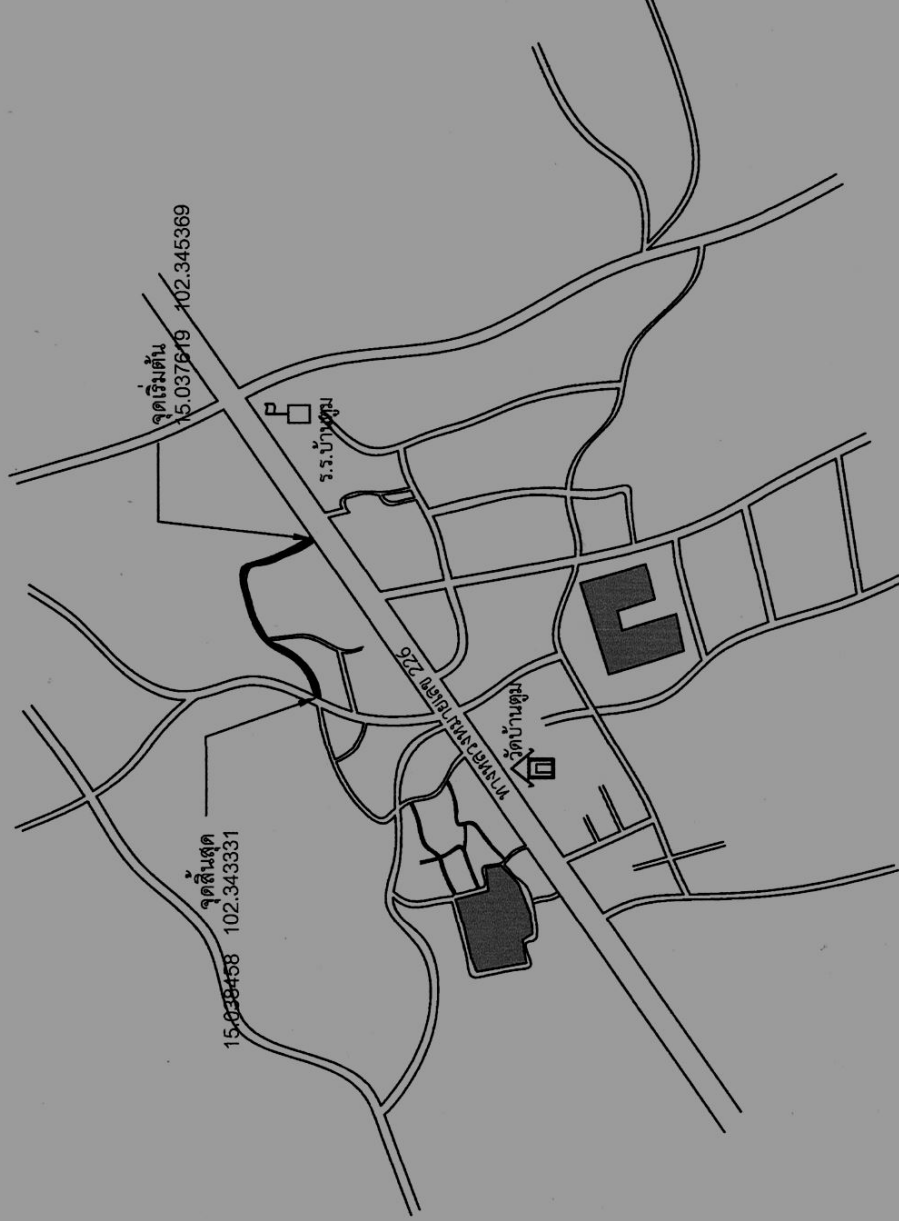 จุดเริ่มต้น
15.037619 102.345369
ร.ร.บ้านตูม
ทางหลวงหมายเลข 226
วัดบ้านตูม
จุดสิ้นสุด
15.038458 102.343331